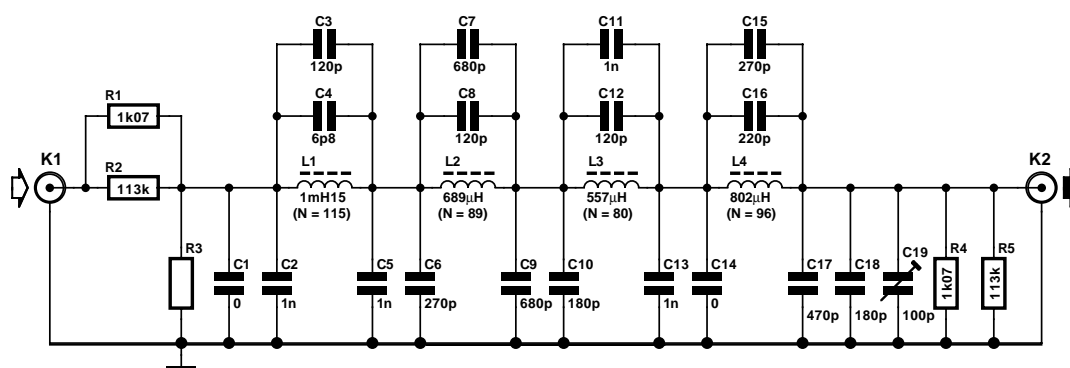 C3
120p
C4
6p8
L1
1mH15
(N = 115)
C7
680p
C8
120p
L2
689µH
(N = 89)
C11
1n
C12
120p
L3
557µH
(N = 80)
C15
270p
C16
220p
L4
802µH
(N = 96)
K1
R1
1k07
R2
113k
R3
C1
0
C2
1n
C5
1n
C6
270p
C9
680p
C10
180p
C13
1n
C14
0
C17
470p
C18
180p
C19
100p
R4
1k07
R5
113k
K2